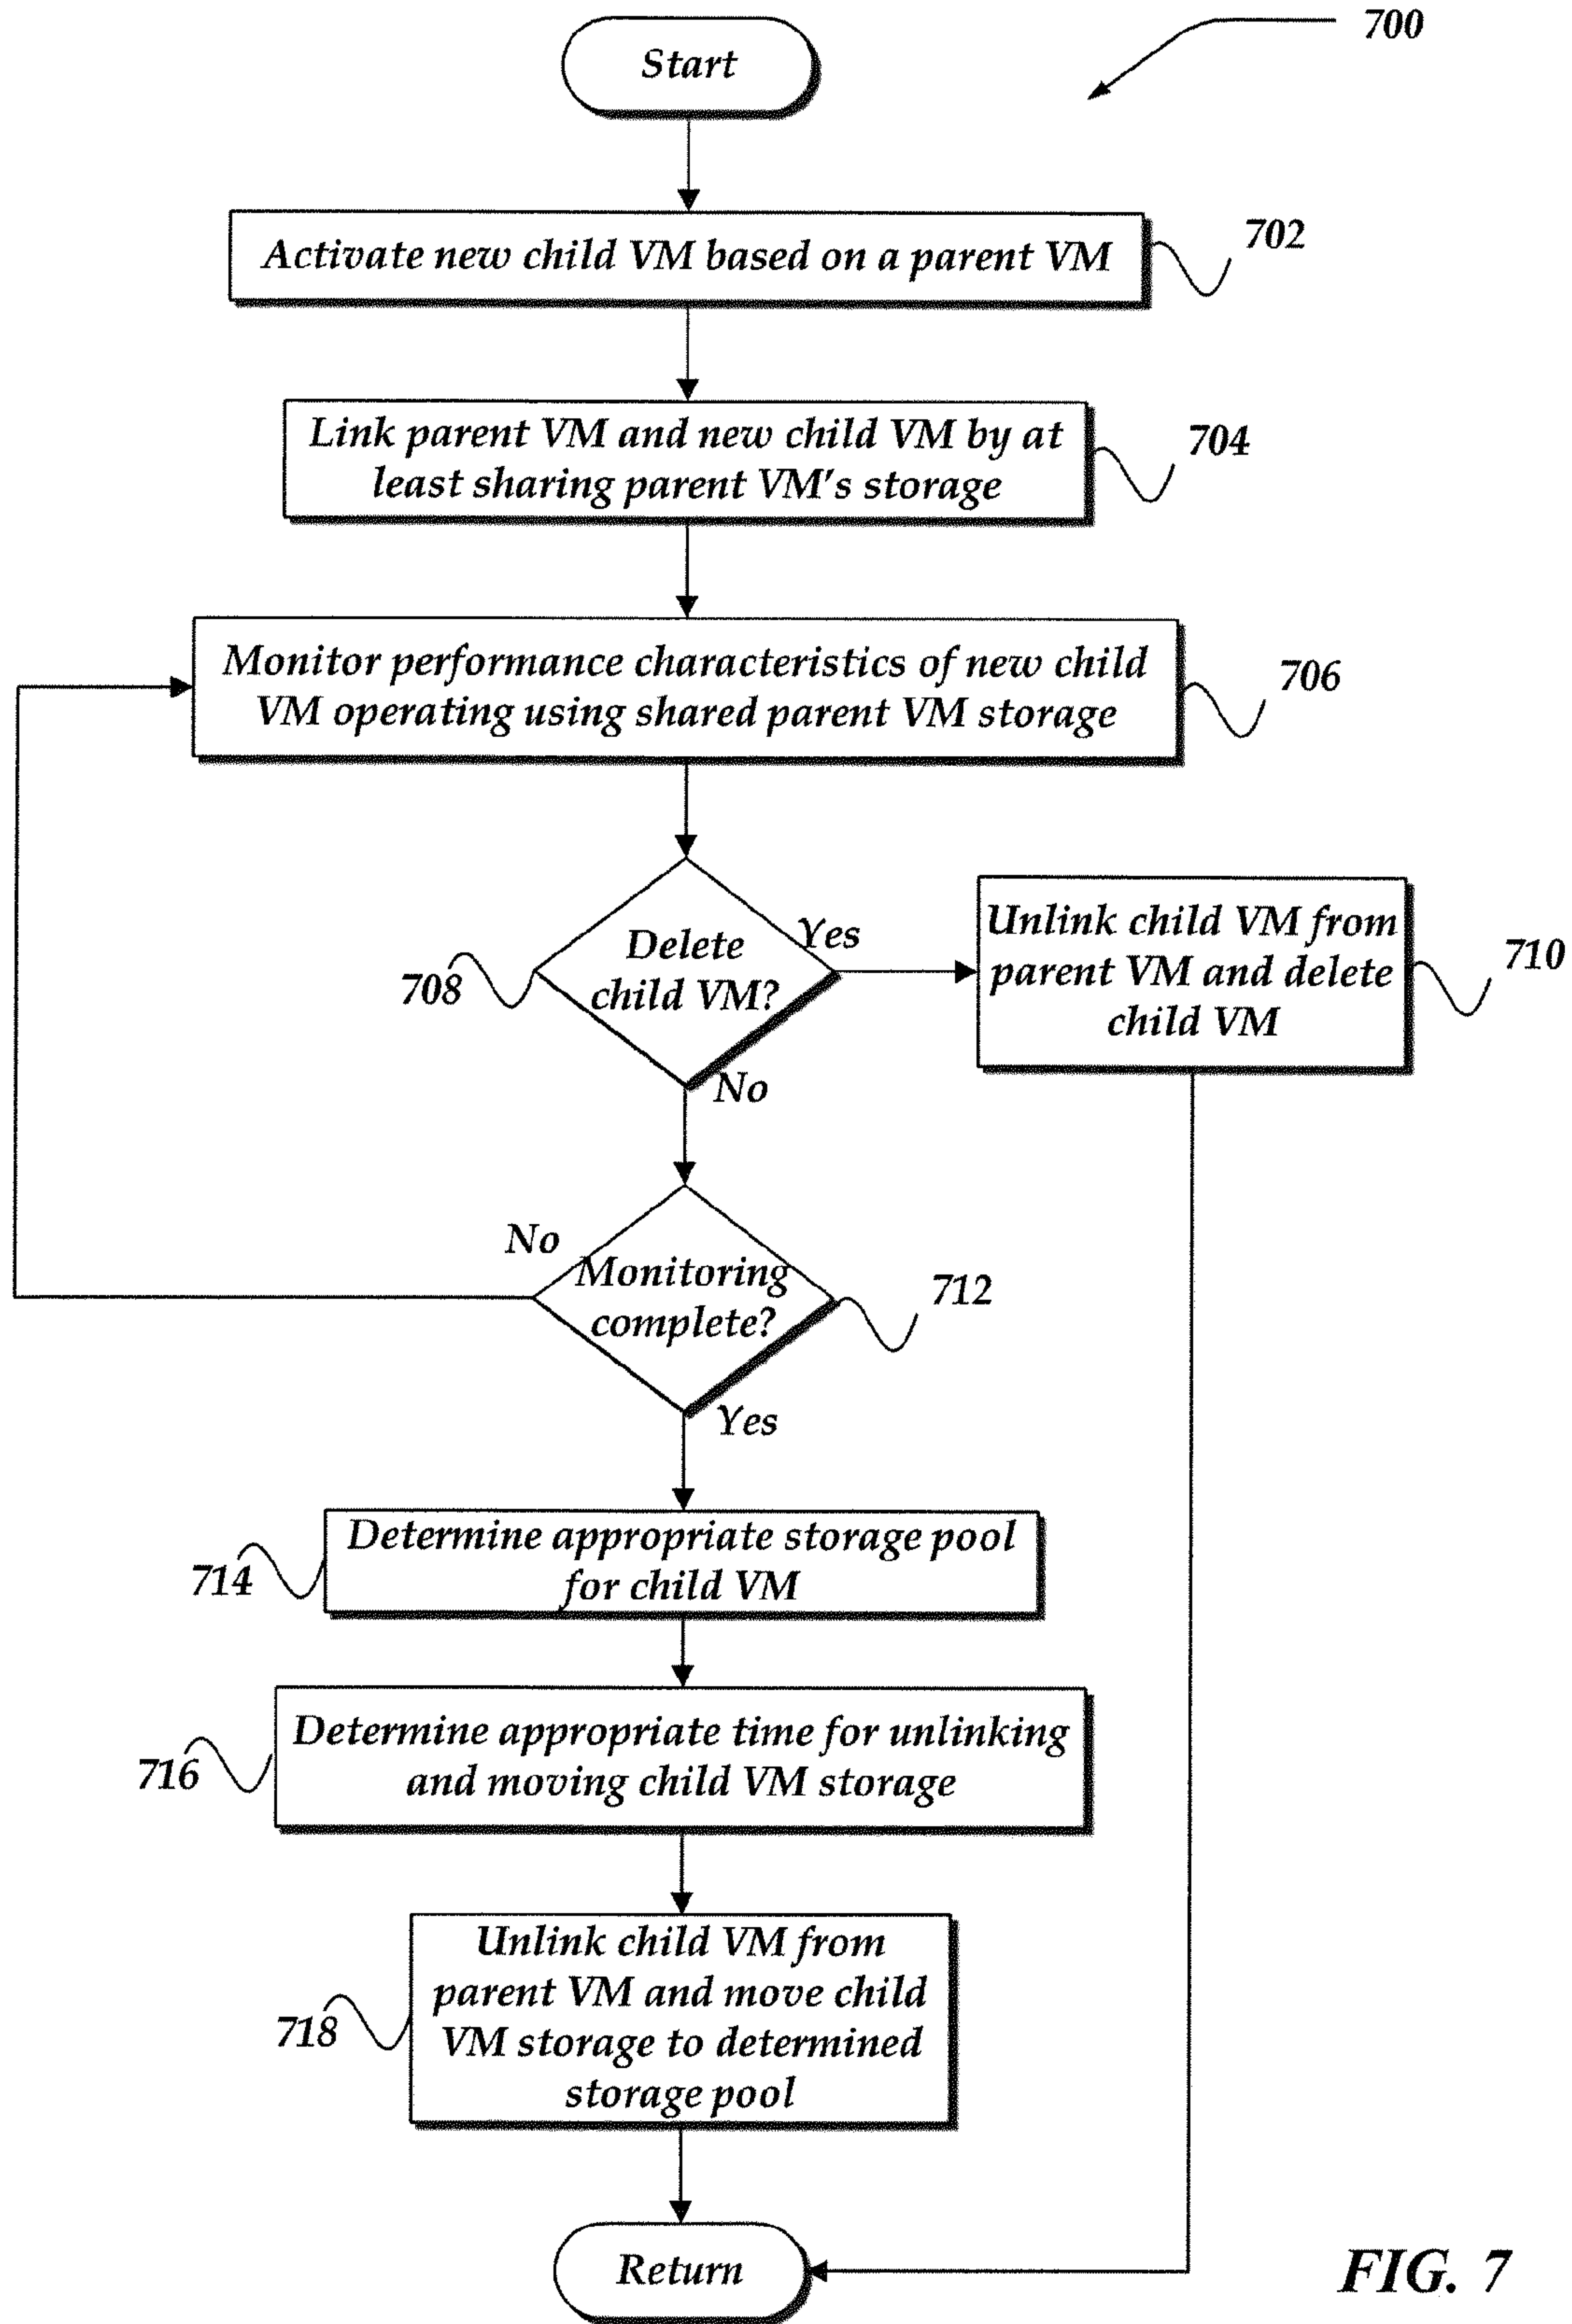 700
Start
Activate new child VM based on a parent VM
702
Link parent VM and new child VM by at
least sharing parent VM's storage
704
Monitor performance characteristics of new child
VM operating using shared parent VM storage
706
Delete
child VM?
708
Yes
No
Unlink child VM from
parent VM and delete
child VM
710
Monitoring
complete?
712
No
Yes
Determine appropriate storage pool
for child VM
714
Determine appropriate time for unlinking
and moving child VM storage
716
Unlink child VM from
parent VM and move child
VM storage to determined
storage pool
718
Return
FIG. 7